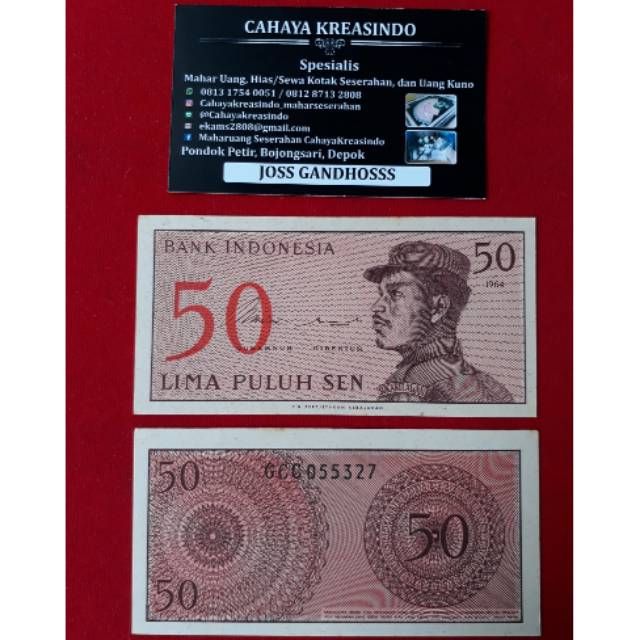 CAHAYA KREASINDO
Spesialis
Mahar Uang, Hias/Sewa Kotak Seserahan, dan Uang Kuno
0813 1754 0051 / 0812 8713 2808
Cahayakreasindo_maharseserahan
@Cahayakreasindo
ekams2808@gmail.com
Maharuang Seserahan CahayaKreasindo
Pondok Petir, Bojongsari, Depok
JOSS GANDHOSSS
BANK INDONESIA
50
1964
50
GUBERNUR DIREKTUR
LIMA PULUH SEN
50
GCC055327
50
50